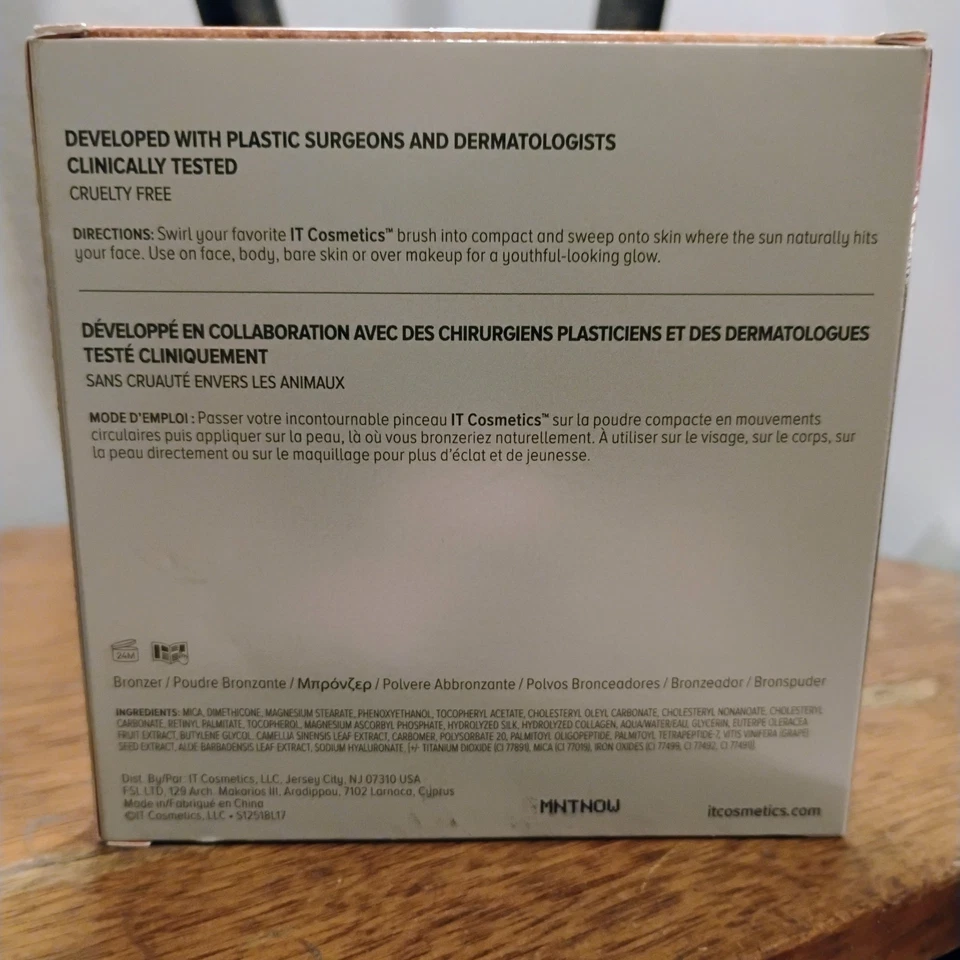 DEVELOPED WITH PLASTIC SURGEONS AND DERMATOLOGISTS
CLINICALLY TESTED
CRUELTY FREE
DIRECTIONS: Swirl your favorite IT Cosmetics™ brush into compact and sweep onto skin where the sun naturally hits
your face. Use on face, body, bare skin or over makeup for a youthful-looking glow.
DÉVELOPPÉ EN COLLABORATION AVEC DES CHIRURGIENS PLASTICIENS ET DES DERMATOLOGUES
TESTÉ CLINIQUEMENT
SANS CRUAUTÉ ENVERS LES ANIMAUX
MODE D'EMPLOI : Passer votre incontournable pinceau IT Cosmetics™ sur la poudre compacte en mouvements
circulaires puis appliquer sur la peau, là où vous bronzeriez naturellement. À utiliser sur le visage, sur le corps, sur
la peau directement ou sur le maquillage pour plus d'éclat et de jeunesse.
24M
Bronzer / Poudre Bronzante / Μπρόνζερ / Polvere Abbronzante / Polvos Bronceadores / Bronzeador / Bronspuder
INGREDIENTS: MICA, DIMETHICONE, MAGNESIUM STEARATE, PHENOXYETHANOL, TOCOPHERYL ACETATE, CHOLESTERYL OLEYL CARBONATE, CHOLESTERYL NONANOATE, CHOLESTERYL
CARBONATE, RETINYL PALMITATE, TOCOPHEROL, MAGNESIUM ASCORBYL PHOSPHATE, HYDROLYZED SILK, HYDROLYZED COLLAGEN, AQUA/WATER/EAU, GLYCERIN, EUTERPE OLERACEA
FRUIT EXTRACT, BUTYLENE GLYCOL, CAMELLIA SINENSIS LEAF EXTRACT, CARBOMER, POLYSORBATE 20, PALMITOYL OLIGOPEPTIDE, PALMITOYL TETRAPEPTIDE-7, VITIS VINIFERA (GRAPE)
SEED EXTRACT, ALOE BARBADENSIS LEAF EXTRACT, SODIUM HYALURONATE, [+/- TITANIUM DIOXIDE (CI 77891), MICA (CI 77019), IRON OXIDES (CI 77499, CI 77492, CI 77491)].
Dist. By/Par: IT Cosmetics, LLC, Jersey City, NJ 07310 USA
FSL LTD, 129 Arch. Makarios III, Aradippou, 7102 Larnaca, Cyprus
Made in/Fabriqué en China
©IT Cosmetics, LLC • S1251BL17
MNTNOW
itcosmetics.com